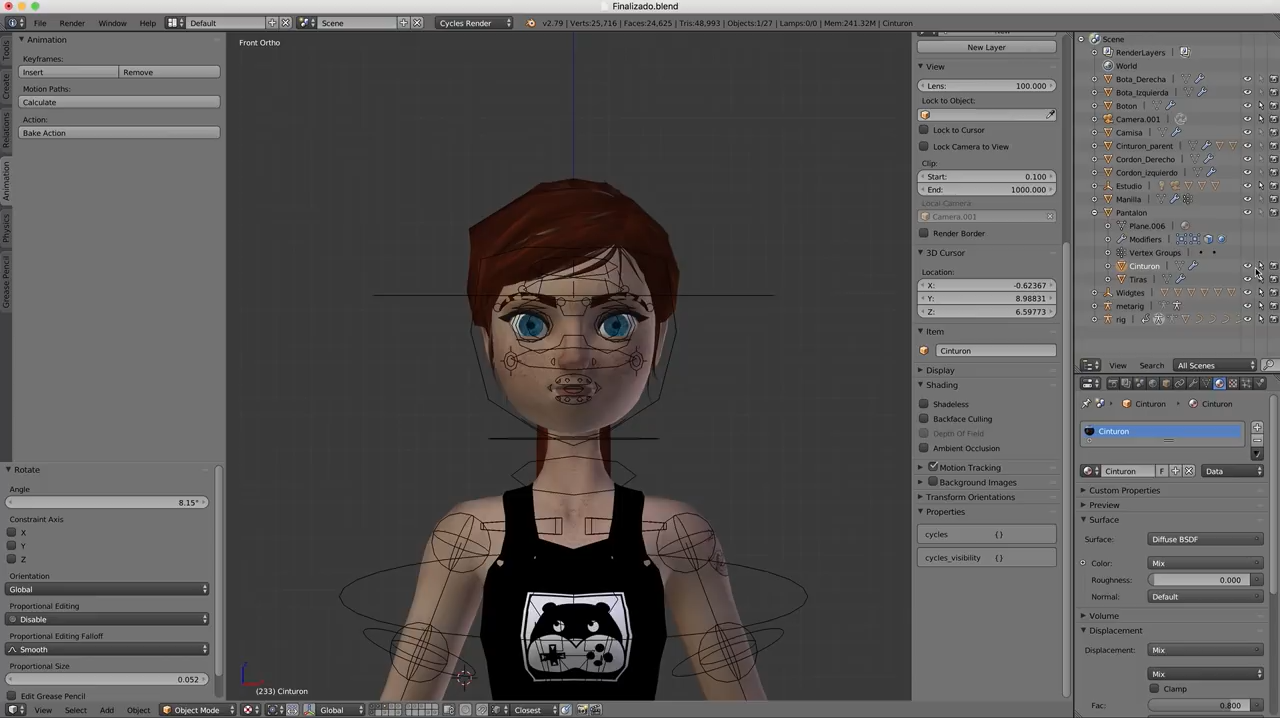 Finalizado.blend
File Render Window Help Default Scene Cycles Render v2.79 | Verts:25,716 | Faces:24,625 | Tris:48,993 | Objects:1/27 | Lamps:0/0 | Mem:241.32M | Cinturon
Tools
Create
Relations
Animation
Physics
Grease Pencil
Animation
Keyframes:
Insert Remove
Motion Paths:
Calculate
Action:
Bake Action
Rotate
Angle
8.15°
Constraint Axis
X
Y
Z
Orientation
Global
Proportional Editing
Disable
Proportional Editing Falloff
Smooth
Proportional Size
0.052
Edit Grease Pencil
Front Ortho
(233) Cinturon
View Select Add Object Object Mode Global Closest
New Layer
View
Lens: 100.000
Lock to Object:
Lock to Cursor
Lock Camera to View
Clip:
Start: 0.100
End: 1000.000
Local Camera:
Camera.001
Render Border
3D Cursor
Location:
X: -0.62367
Y: 8.98831
Z: 6.59773
Item
Cinturon
Display
Shading
Shadeless
Backface Culling
Depth Of Field
Ambient Occlusion
Motion Tracking
Background Images
Transform Orientations
Properties
cycles {}
cycles_visibility {}
Scene
RenderLayers
World
Bota_Derecha
Bota_Izquierda
Boton
Camera.001
Camisa
Cinturon_parent
Cordon_Derecho
Cordon_izquierdo
Estudio
Manilla
Pantalon
Plane.006
Modifiers
Vertex Groups
Cinturon
Tiras
Widgtes
metarig
rig
View Search All Scenes
Cinturon Cinturon
Cinturon
Cinturon F Data
Custom Properties
Preview
Surface
Surface: Diffuse BSDF
Color: Mix
Roughness: 0.000
Normal: Default
Volume
Displacement
Displacement: Mix
Mix
Clamp
Fac: 0.800